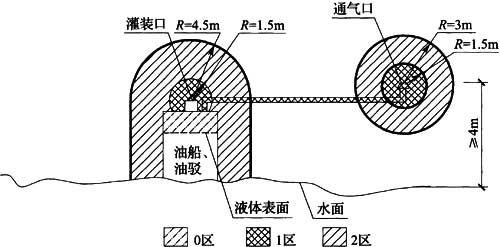 灌装口
R=4.5m
R=1.5m
通气口
R=3m
R=1.5m
≥4m
油船、
油驳
液体表面
水面
0区
1区
2区